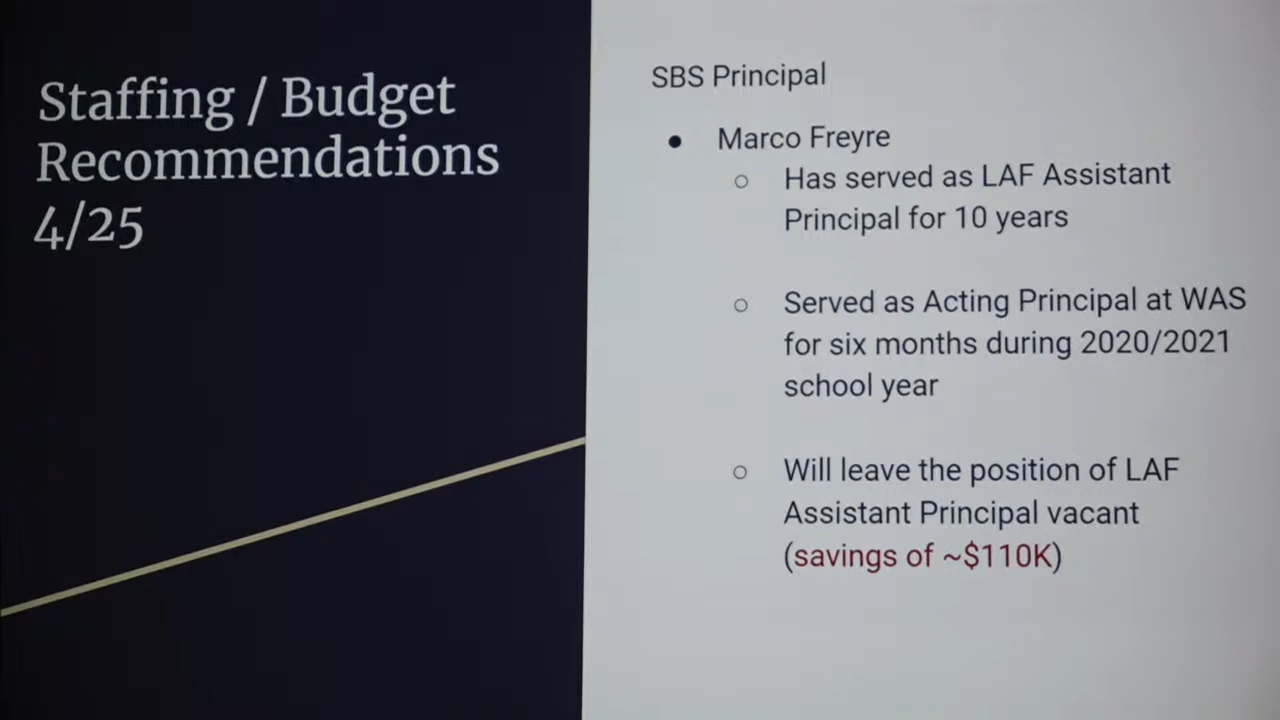 Staffing / Budget
Recommendations
4/25
SBS Principal
● Marco Freyre
○ Has served as LAF Assistant
Principal for 10 years
○ Served as Acting Principal at WAS
for six months during 2020/2021
school year
○ Will leave the position of LAF
Assistant Principal vacant
(savings of ~$110K)